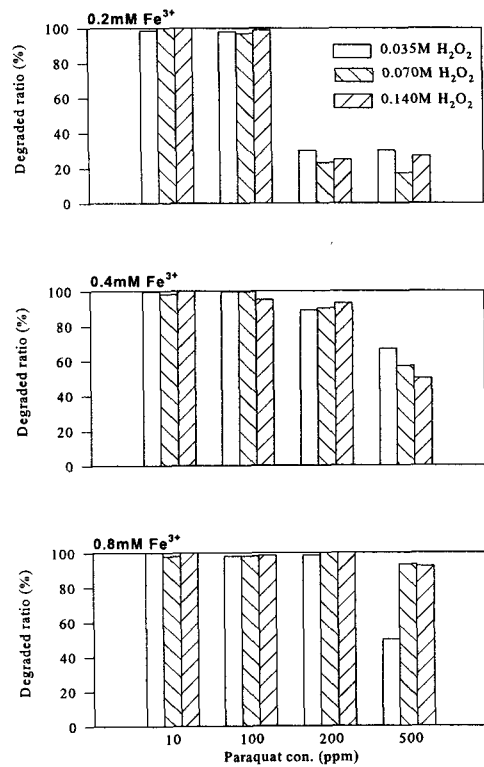 0.2mM Fe³⁺
100
80
60
40
20
0
Degraded ratio (%)
0.035M H₂O₂
0.070M H₂O₂
0.140M H₂O₂
0.4mM Fe³⁺
100
80
60
40
20
0
Degraded ratio (%)
0.8mM Fe³⁺
100
80
60
40
20
0
Degraded ratio (%)
10 100 200 500
Paraquat con. (ppm)